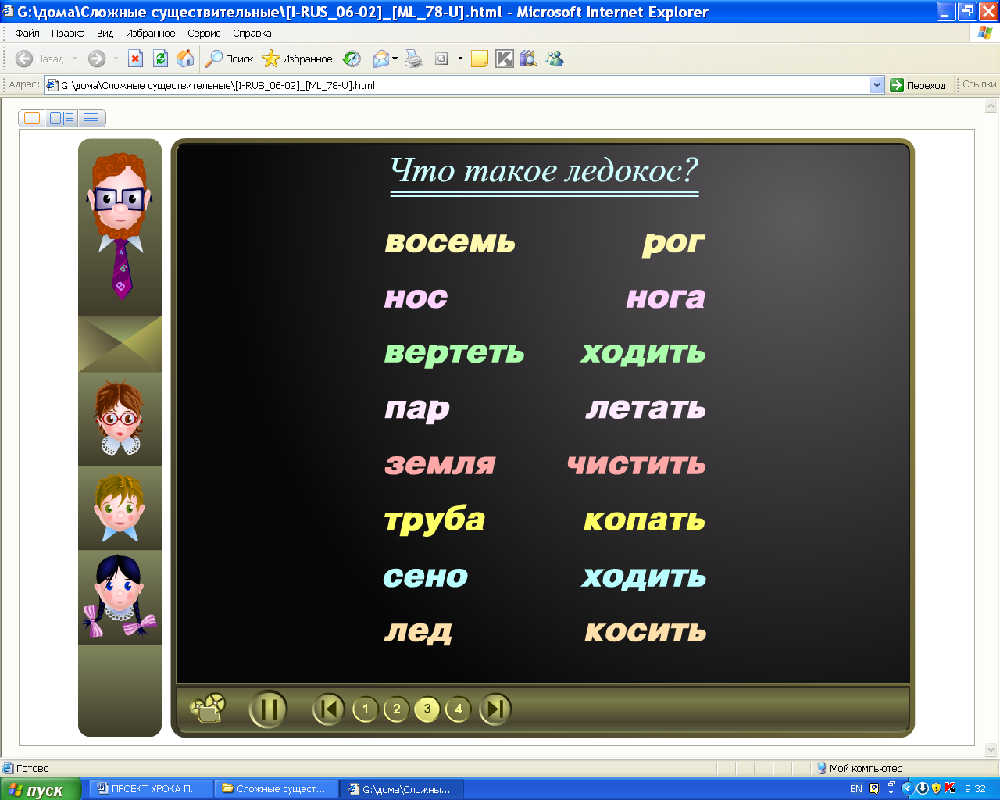 G:\дома\Сложные существительные\[I-RUS_06-02]_[ML_78-U].html - Microsoft Internet Explorer
Файл Правка Вид Избранное Сервис Справка
Назад Поиск Избранное
Адрес: G:\дома\Сложные существительные\[I-RUS_06-02]_[ML_78-U].html Переход Ссылки
Что такое ледокос?
восемь рог
нос нога
вертеть ходить
пар летать
земля чистить
труба копать
сено ходить
лед косить
А
Б
В
1 2 3 4
Готово Мой компьютер
пуск ПРОЕКТ УРОКА П... Сложные сущест... G:\дома\Сложны... EN 9:32